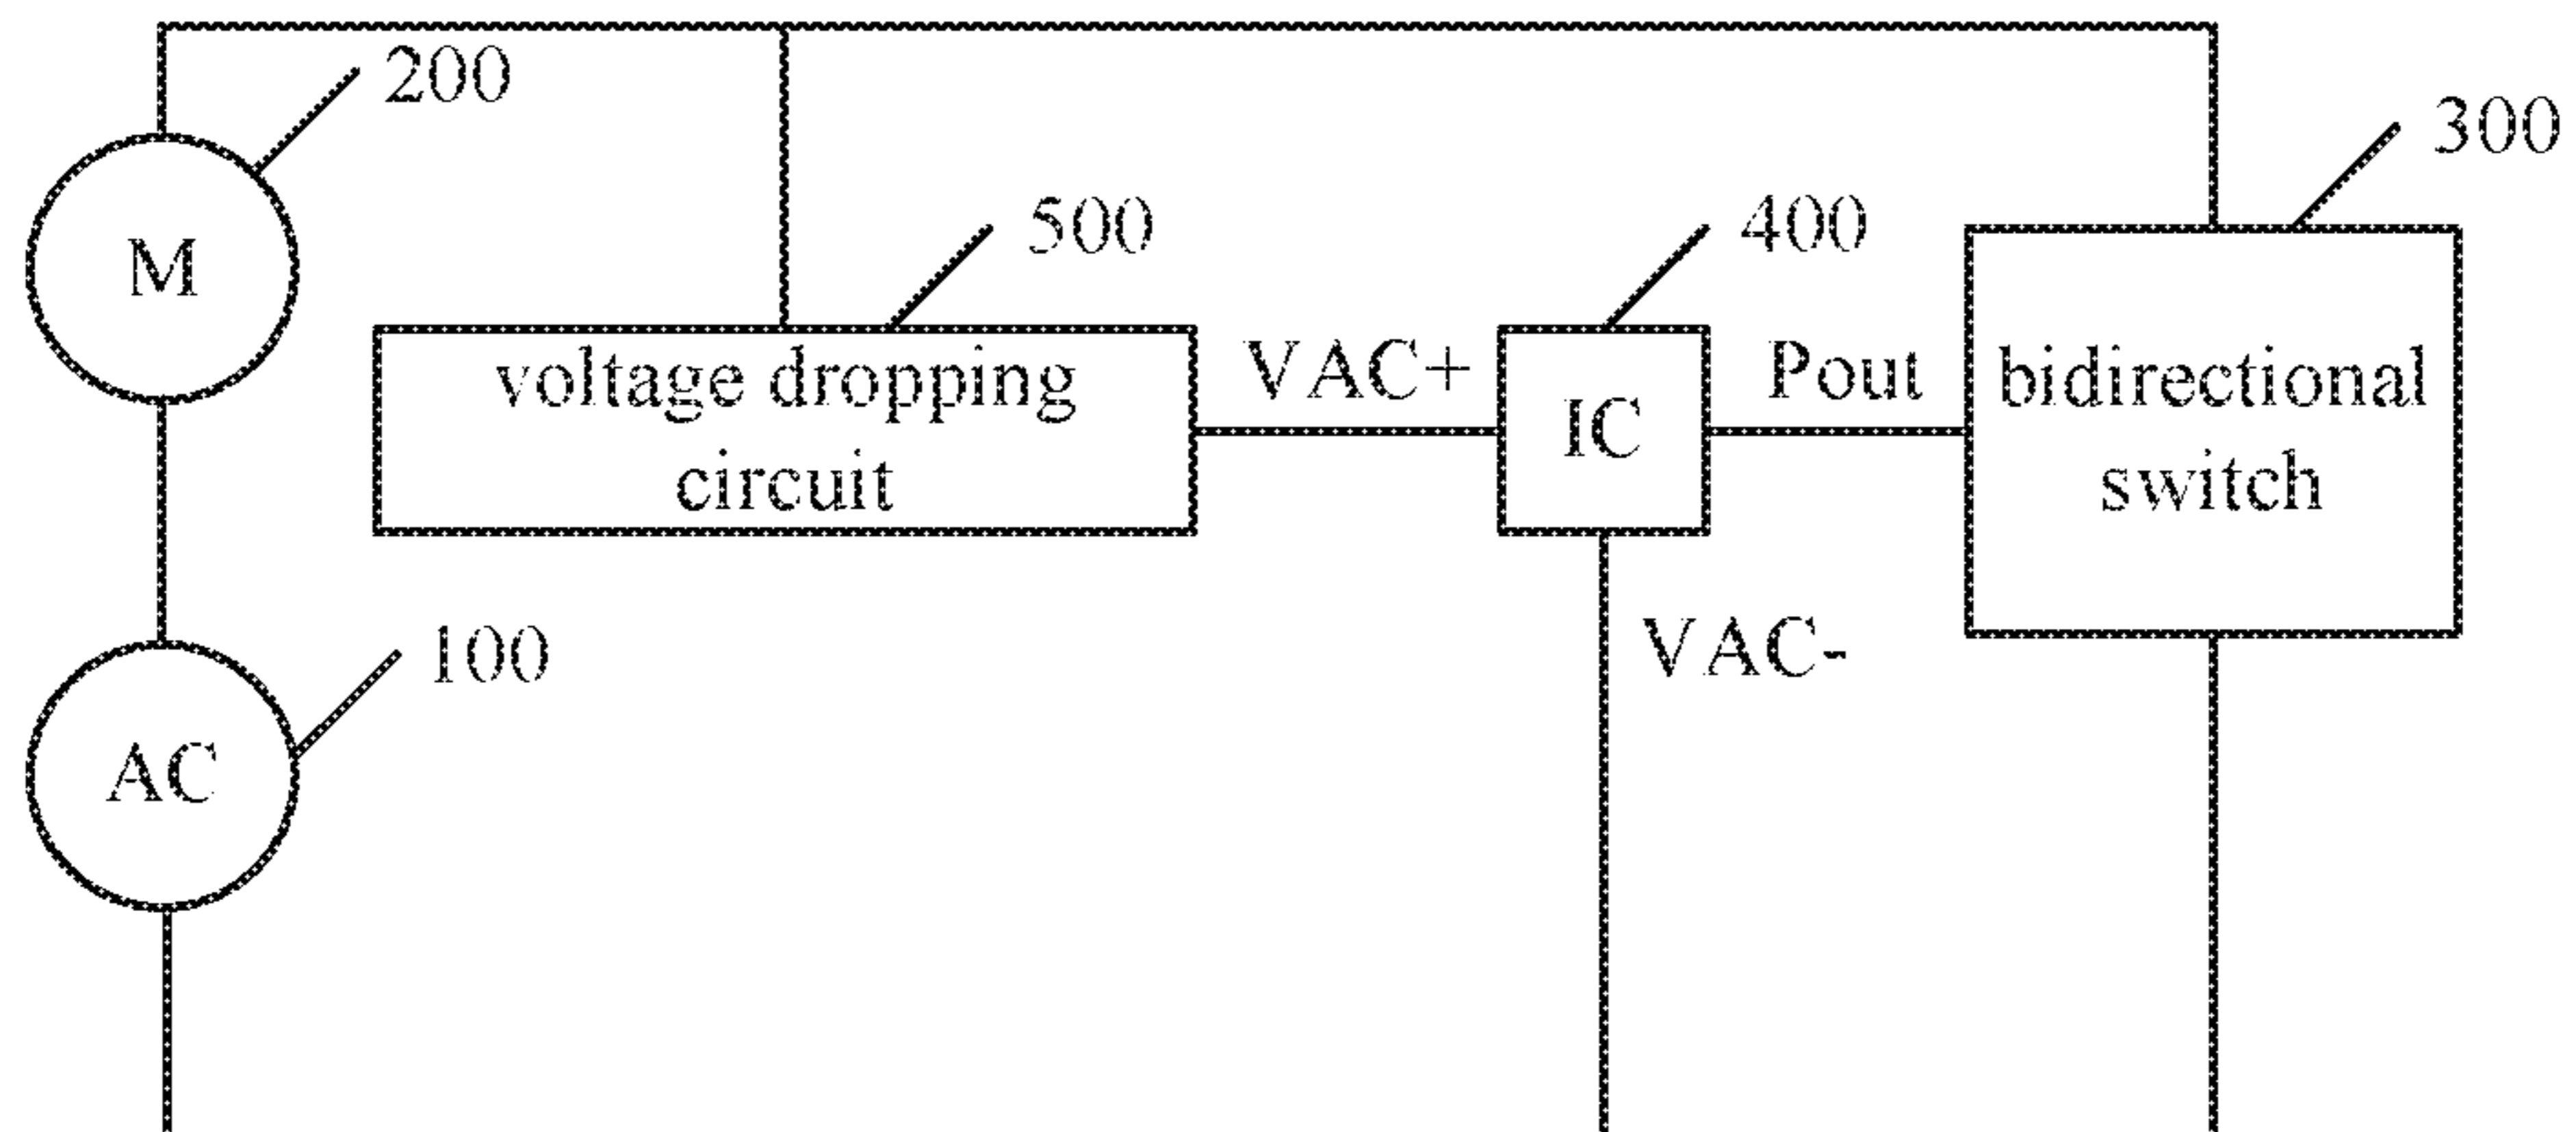 200
300
M
500
400
voltage dropping
circuit
VAC+
IC
Pout
bidirectional
switch
VAC-
100
AC